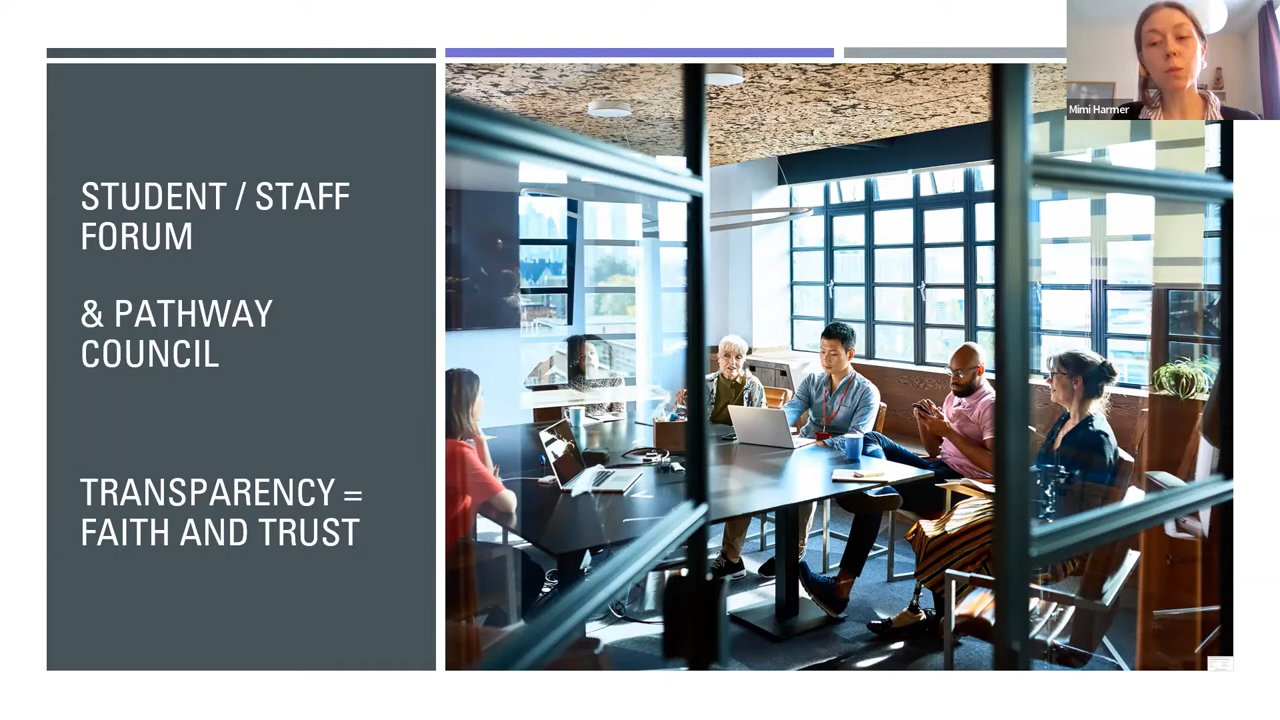 STUDENT / STAFF
FORUM
& PATHWAY
COUNCIL
TRANSPARENCY =
FAITH AND TRUST
Mimi Harmer